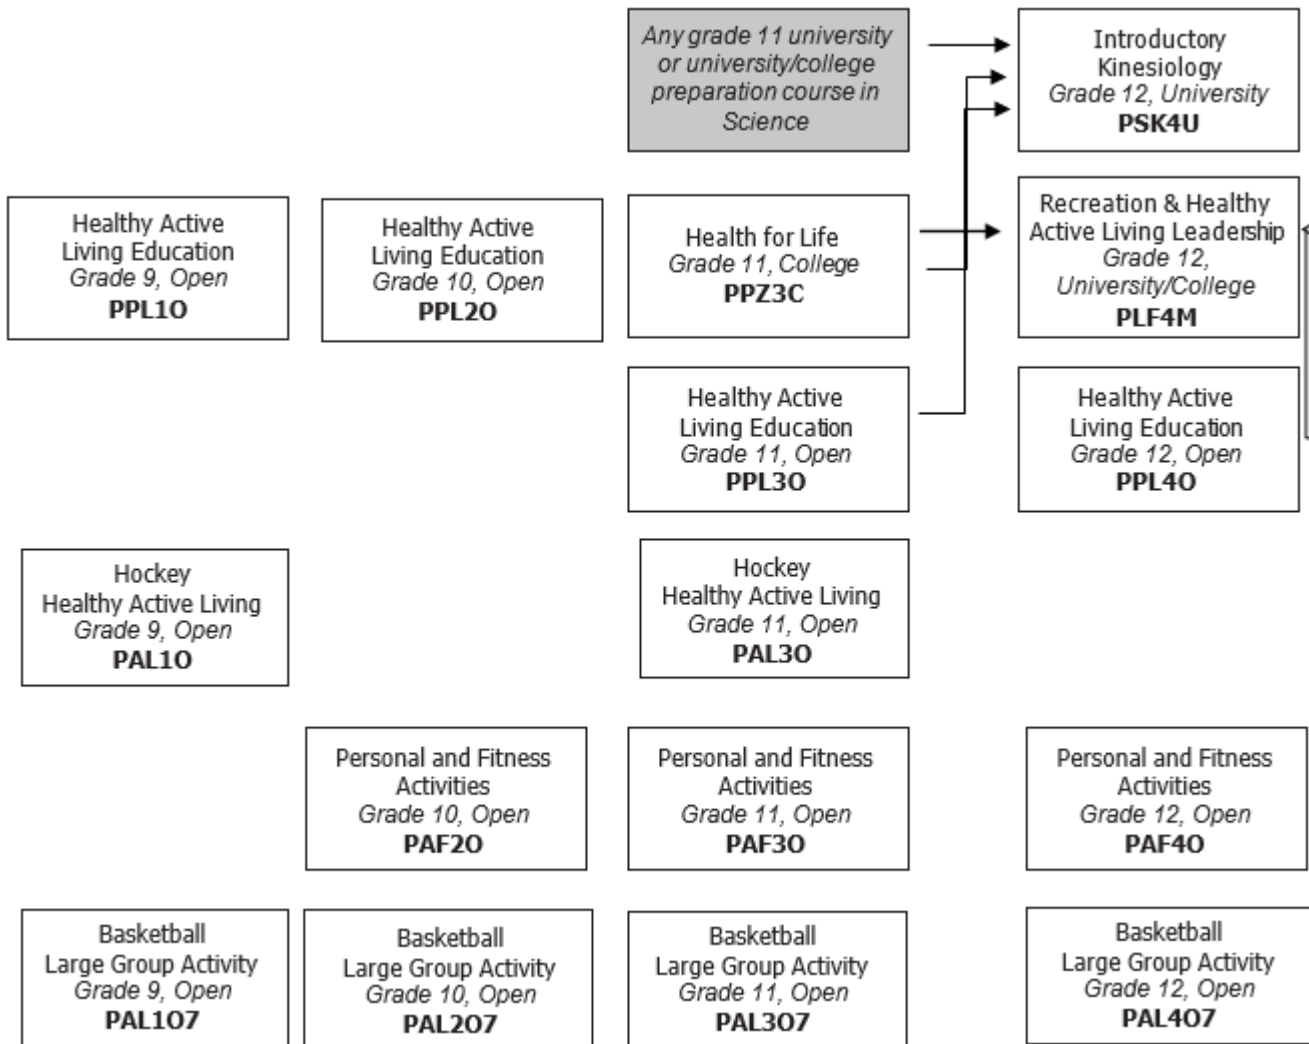 Any grade 11 university
or university/college
preparation course in
Science
Introductory
Kinesiology
Grade 12, University
PSK4U
Healthy Active
Living Education
Grade 9, Open
PPL1O
Healthy Active
Living Education
Grade 10, Open
PPL2O
Health for Life
Grade 11, College
PPZ3C
Recreation & Healthy
Active Living Leadership
Grade 12,
University/College
PLF4M
Healthy Active
Living Education
Grade 11, Open
PPL3O
Healthy Active
Living Education
Grade 12, Open
PPL4O
Hockey
Healthy Active Living
Grade 9, Open
PAL1O
Hockey
Healthy Active Living
Grade 11, Open
PAL3O
Personal and Fitness
Activities
Grade 10, Open
PAF2O
Personal and Fitness
Activities
Grade 11, Open
PAF3O
Personal and Fitness
Activities
Grade 12, Open
PAF4O
Basketball
Large Group Activity
Grade 9, Open
PAL1O7
Basketball
Large Group Activity
Grade 10, Open
PAL2O7
Basketball
Large Group Activity
Grade 11, Open
PAL3O7
Basketball
Large Group Activity
Grade 12, Open
PAL4O7